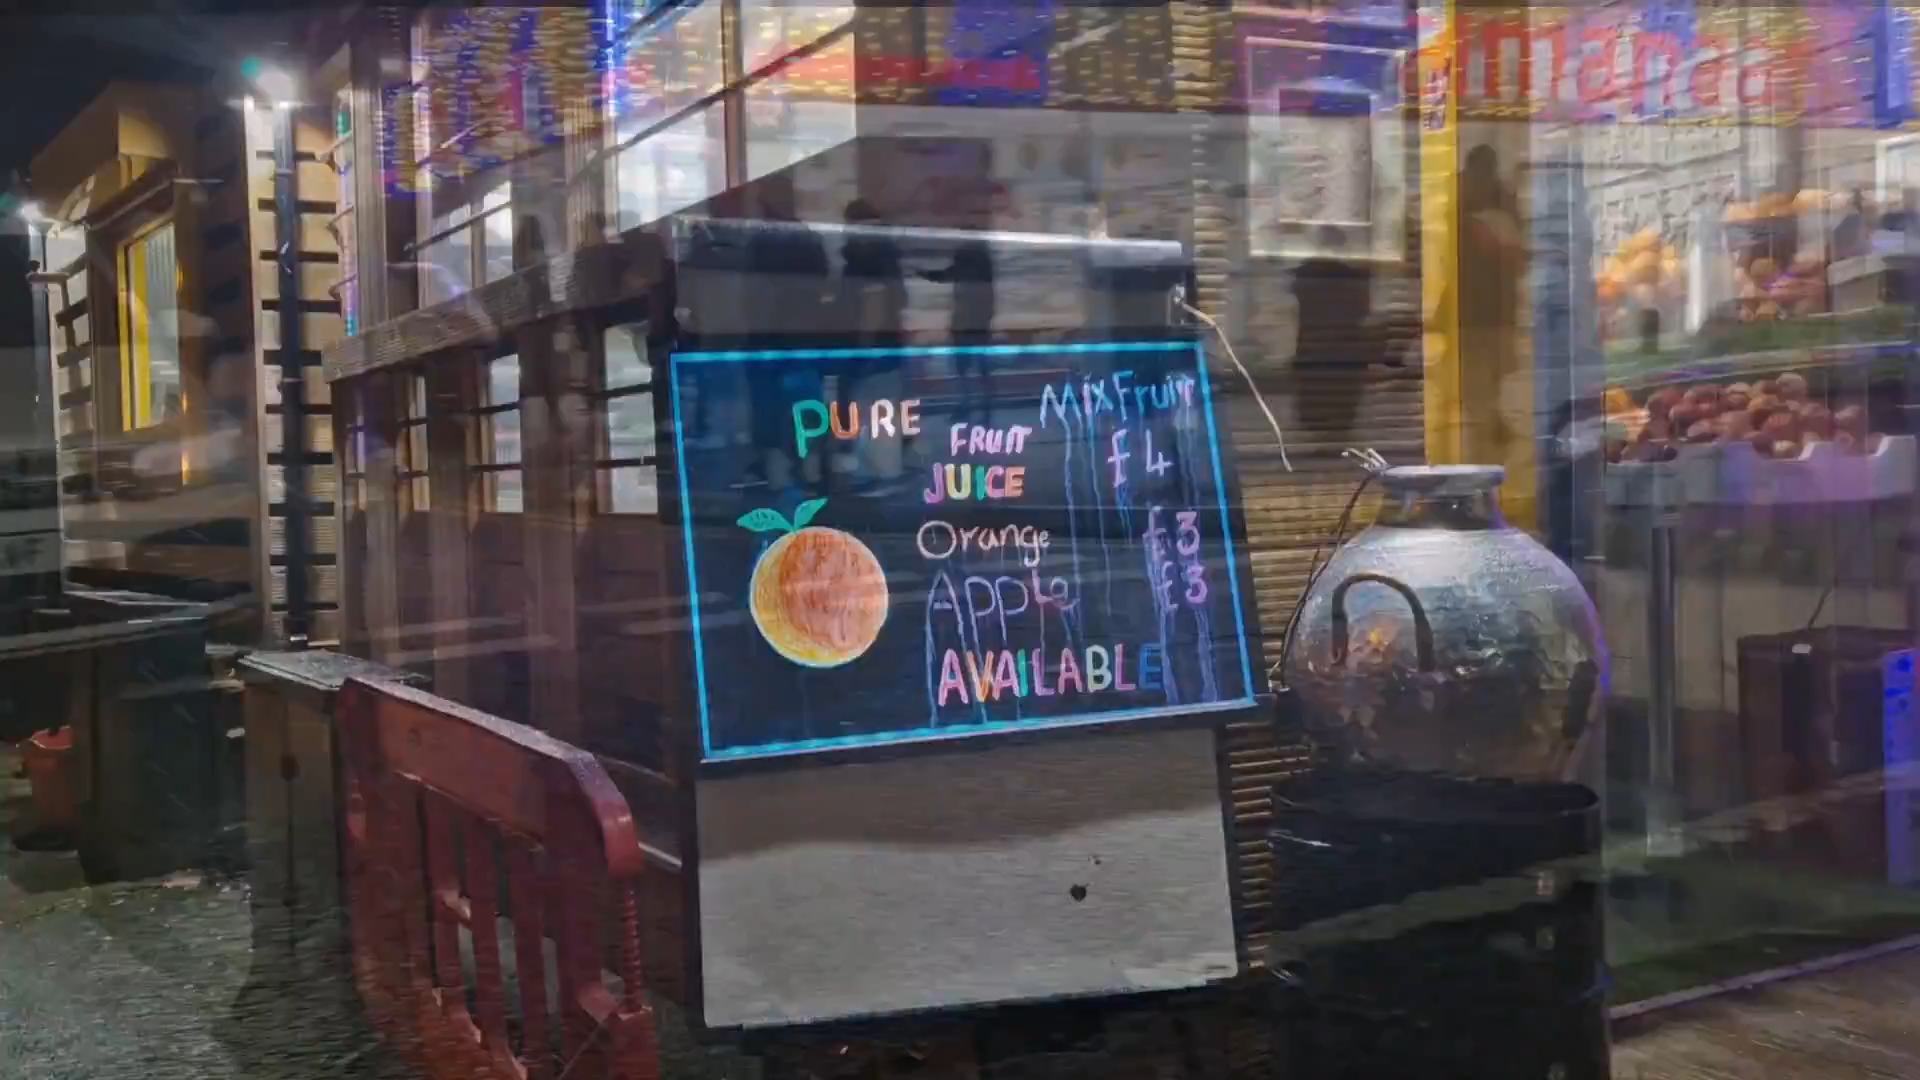 PURE
FRUIT
JUICE
Mix Fruit
£4
Orange £3
Apple £3
AVAILABLE